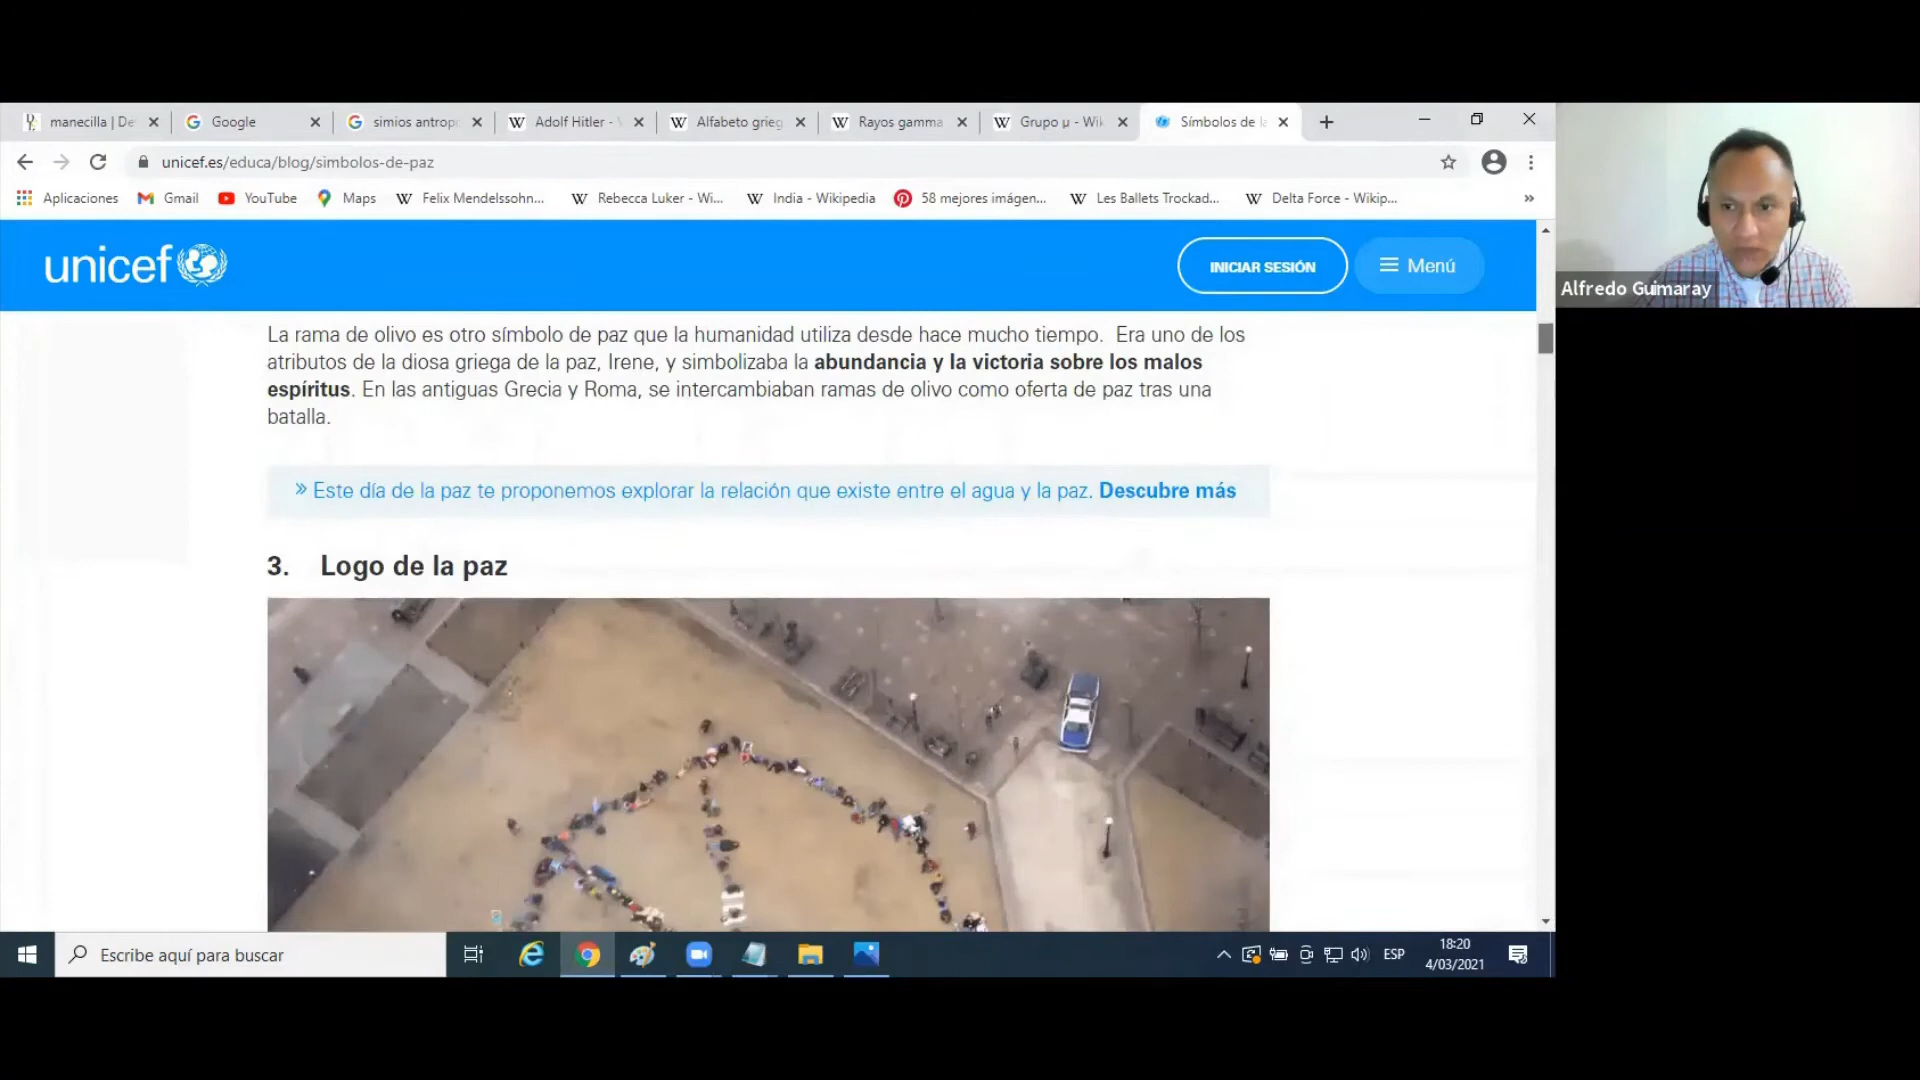 manecilla | De
Google
simios antrop
Adolf Hitler -
Alfabeto grieg
Rayos gamma
Grupo µ - Wik
Símbolos de la
unicef.es/educa/blog/simbolos-de-paz
Aplicaciones
Gmail
YouTube
Maps
Felix Mendelssohn...
Rebecca Luker - Wi...
India - Wikipedia
58 mejores imágen...
Les Ballets Trockad...
Delta Force - Wikip...
»
unicef
INICIAR SESIÓN
Menú
Alfredo Guimaray
La rama de olivo es otro símbolo de paz que la humanidad utiliza desde hace mucho tiempo. Era uno de los
atributos de la diosa griega de la paz, Irene, y simbolizaba la abundancia y la victoria sobre los malos
espíritus. En las antiguas Grecia y Roma, se intercambiaban ramas de olivo como oferta de paz tras una
batalla.
» Este día de la paz te proponemos explorar la relación que existe entre el agua y la paz. Descubre más
3. Logo de la paz
Escribe aquí para buscar
ESP
18:20
4/03/2021